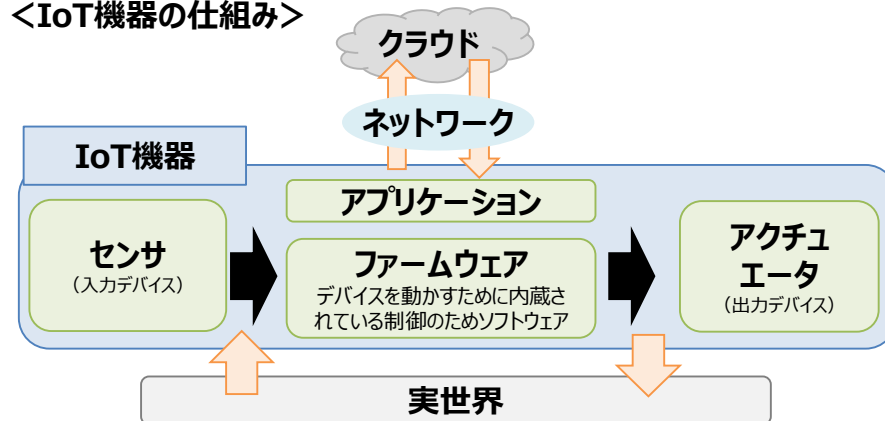 ＜IoT機器の仕組み＞
クラウド
ネットワーク
IoT機器
アプリケーション
センサ
（入力デバイス）
ファームウェア
デバイスを動かすために内蔵さ
れている制御のためソフトウェア
アクチュ
エータ
（出力デバイス）
実世界